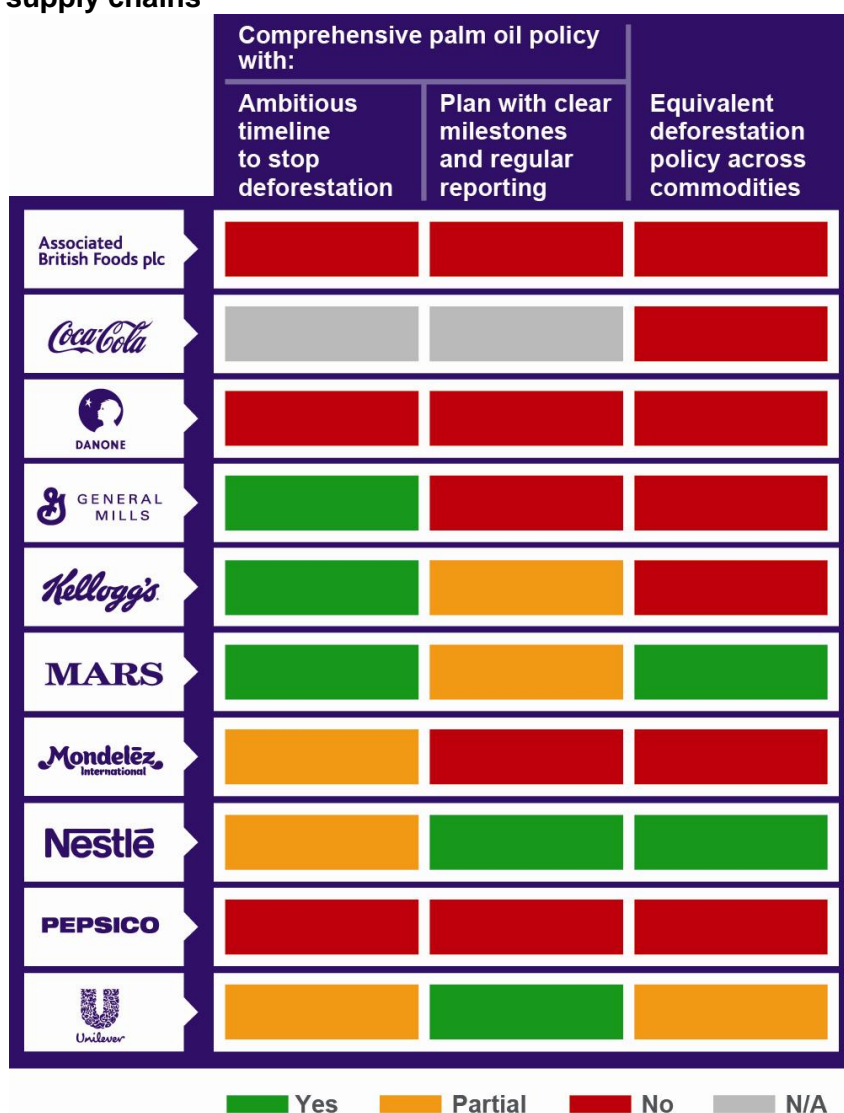 supply chains
Comprehensive palm oil policy
with:
Ambitious
timeline
to stop
deforestation
Plan with clear
milestones
and regular
reporting
Equivalent
deforestation
policy across
commodities
Associated
British Foods plc
Coca-Cola
DANONE
GENERAL
MILLS
Kellogg's
MARS
Mondelēz
International
Nestlē
PEPSICO
Unilever
Yes Partial No N/A